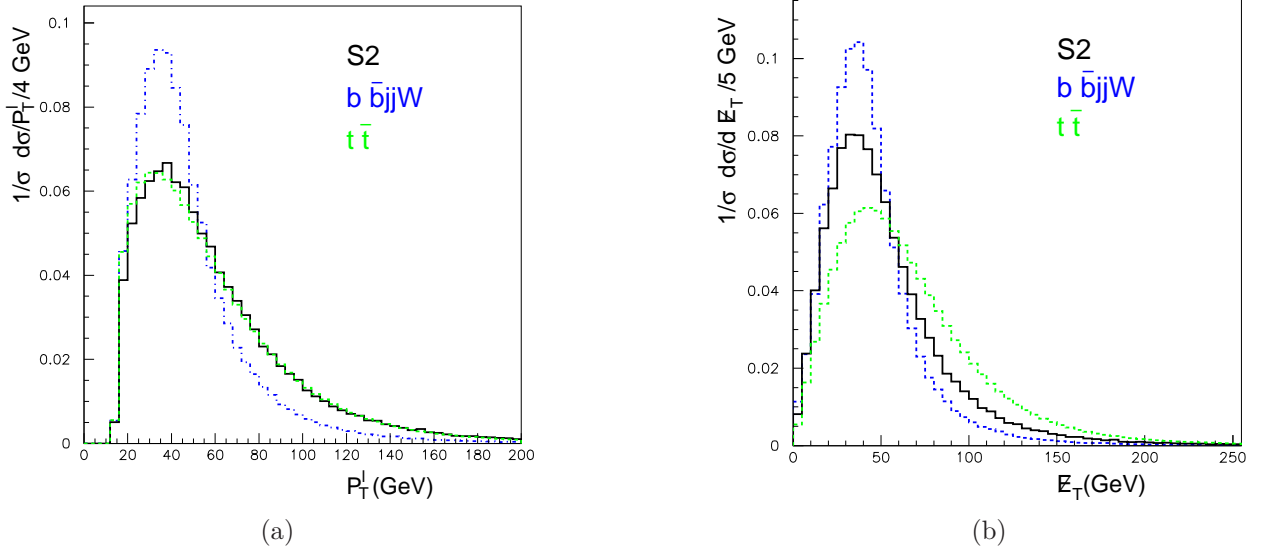 1/σ dσ/P_T^l/4 GeV
0.1
0.08
0.06
0.04
0.02
0
S2
b b̄jjW
t t̄
0 20 40 60 80 100 120 140 160 180 200
P_T^l(GeV)
(a)
1/σ dσ/d E̸_T /5 GeV
0.1
0.08
0.06
0.04
0.02
0
S2
b b̄jjW
t t̄
0 50 100 150 200 250
E̸_T(GeV)
(b)